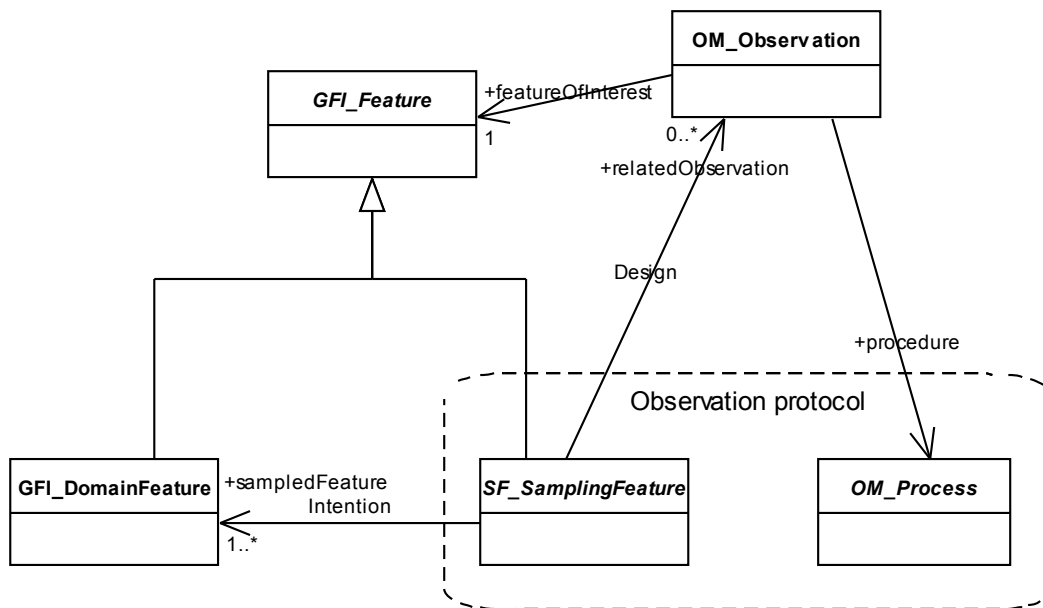 OM_Observation
GFI_Feature
+featureOfInterest
1
0..*
+relatedObservation
Design
+procedure
Observation protocol
GFI_DomainFeature
+sampledFeature
Intention
1..*
SF_SamplingFeature
OM_Process